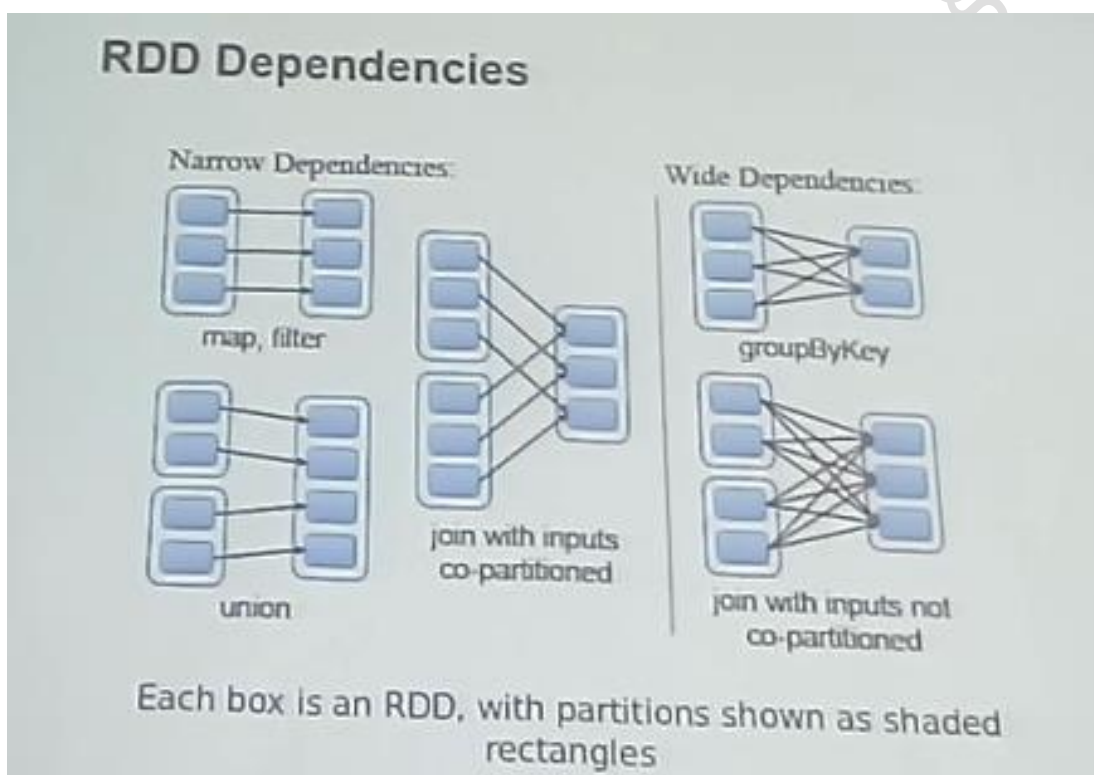 RDD Dependencies
Narrow Dependencies:
map, filter
union
join with inputs
co-partitioned
Wide Dependencies:
groupByKey
join with inputs not
co-partitioned
Each box is an RDD, with partitions shown as shaded
rectangles